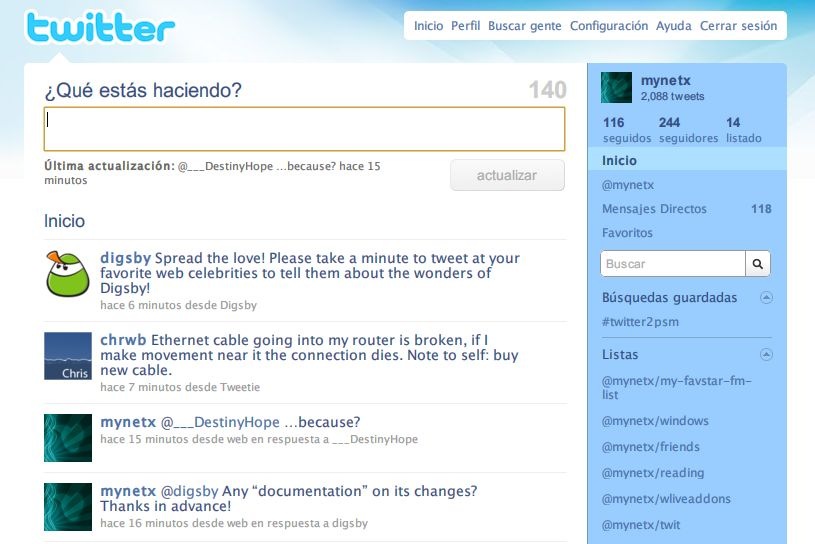 twitter
Inicio Perfil Buscar gente Configuración Ayuda Cerrar sesión
¿Qué estás haciendo?
140
Última actualización: @___DestinyHope ...because? hace 15
minutos
actualizar
Inicio
digsby Spread the love! Please take a minute to tweet at your
favorite web celebrities to tell them about the wonders of
Digsby!
hace 6 minutos desde Digsby
Chris
chrwb Ethernet cable going into my router is broken, if I
make movement near it the connection dies. Note to self: buy
new cable.
hace 7 minutos desde Tweetie
mynetx @___DestinyHope ...because?
hace 15 minutos desde web en respuesta a ___DestinyHope
mynetx @digsby Any “documentation” on its changes?
Thanks in advance!
hace 16 minutos desde web en respuesta a digsby
mynetx
2,088 tweets
116 244 14
seguidos seguidores listado
Inicio
@mynetx
Mensajes Directos 118
Favoritos
Buscar
Búsquedas guardadas
#twitter2psm
Listas
@mynetx/my-favstar-fm-
list
@mynetx/windows
@mynetx/friends
@mynetx/reading
@mynetx/wliveaddons
@mynetx/twit